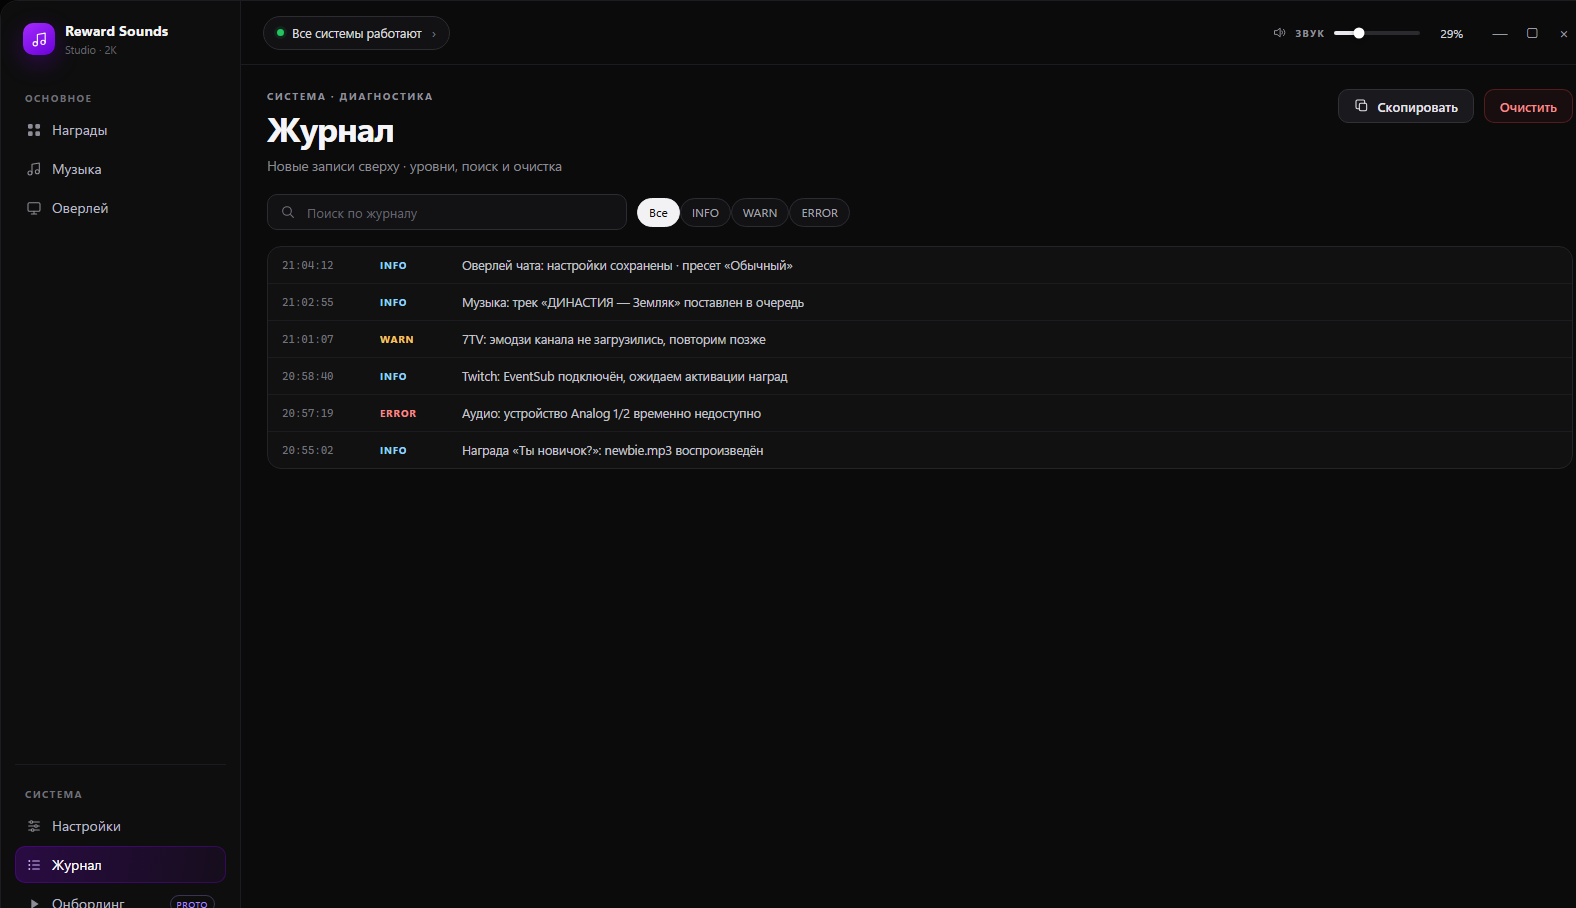 Reward Sounds
Studio · 2K
ОСНОВНОЕ
Награды
Музыка
Оверлей
СИСТЕМА
Настройки
Журнал
Онбординг PROTO
Все системы работают ›
ЗВУК 29%
СИСТЕМА · ДИАГНОСТИКА
Журнал
Новые записи сверху · уровни, поиск и очистка
Скопировать
Очистить
Поиск по журналу
Все INFO WARN ERROR
21:04:12 INFO Оверлей чата: настройки сохранены · пресет «Обычный»
21:02:55 INFO Музыка: трек «ДИНАСТИЯ — Земляк» поставлен в очередь
21:01:07 WARN 7TV: эмодзи канала не загрузились, повторим позже
20:58:40 INFO Twitch: EventSub подключён, ожидаем активации наград
20:57:19 ERROR Аудио: устройство Analog 1/2 временно недоступно
20:55:02 INFO Награда «Ты новичок?»: newbie.mp3 воспроизведён